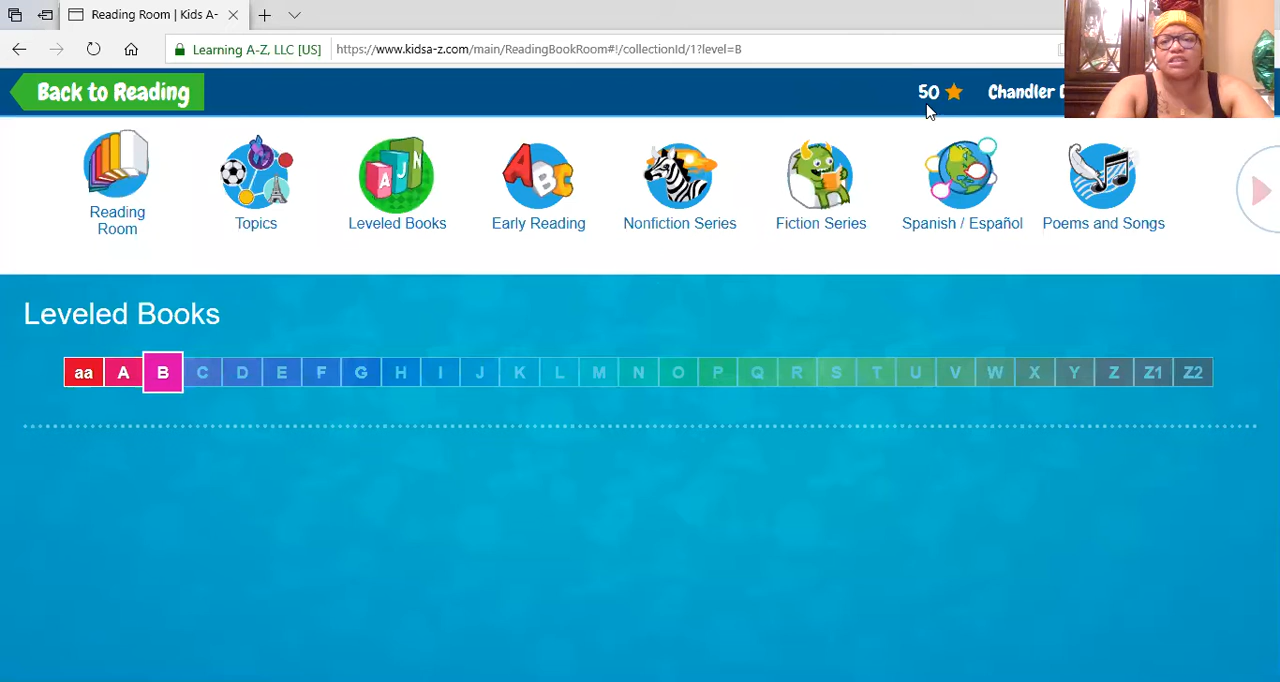 Reading Room | Kids A-
Learning A-Z, LLC [US]
https://www.kidsa-z.com/main/ReadingBookRoom#!/collectionId/1?level=B
Back to Reading
50
Chandler
Reading
Room
Topics
Leveled Books
Early Reading
Nonfiction Series
Fiction Series
Spanish / Español
Poems and Songs
A J N
A B C
Leveled Books
aa A B C D E F G H I J K L M N O P Q R S T U V W X Y Z Z1 Z2